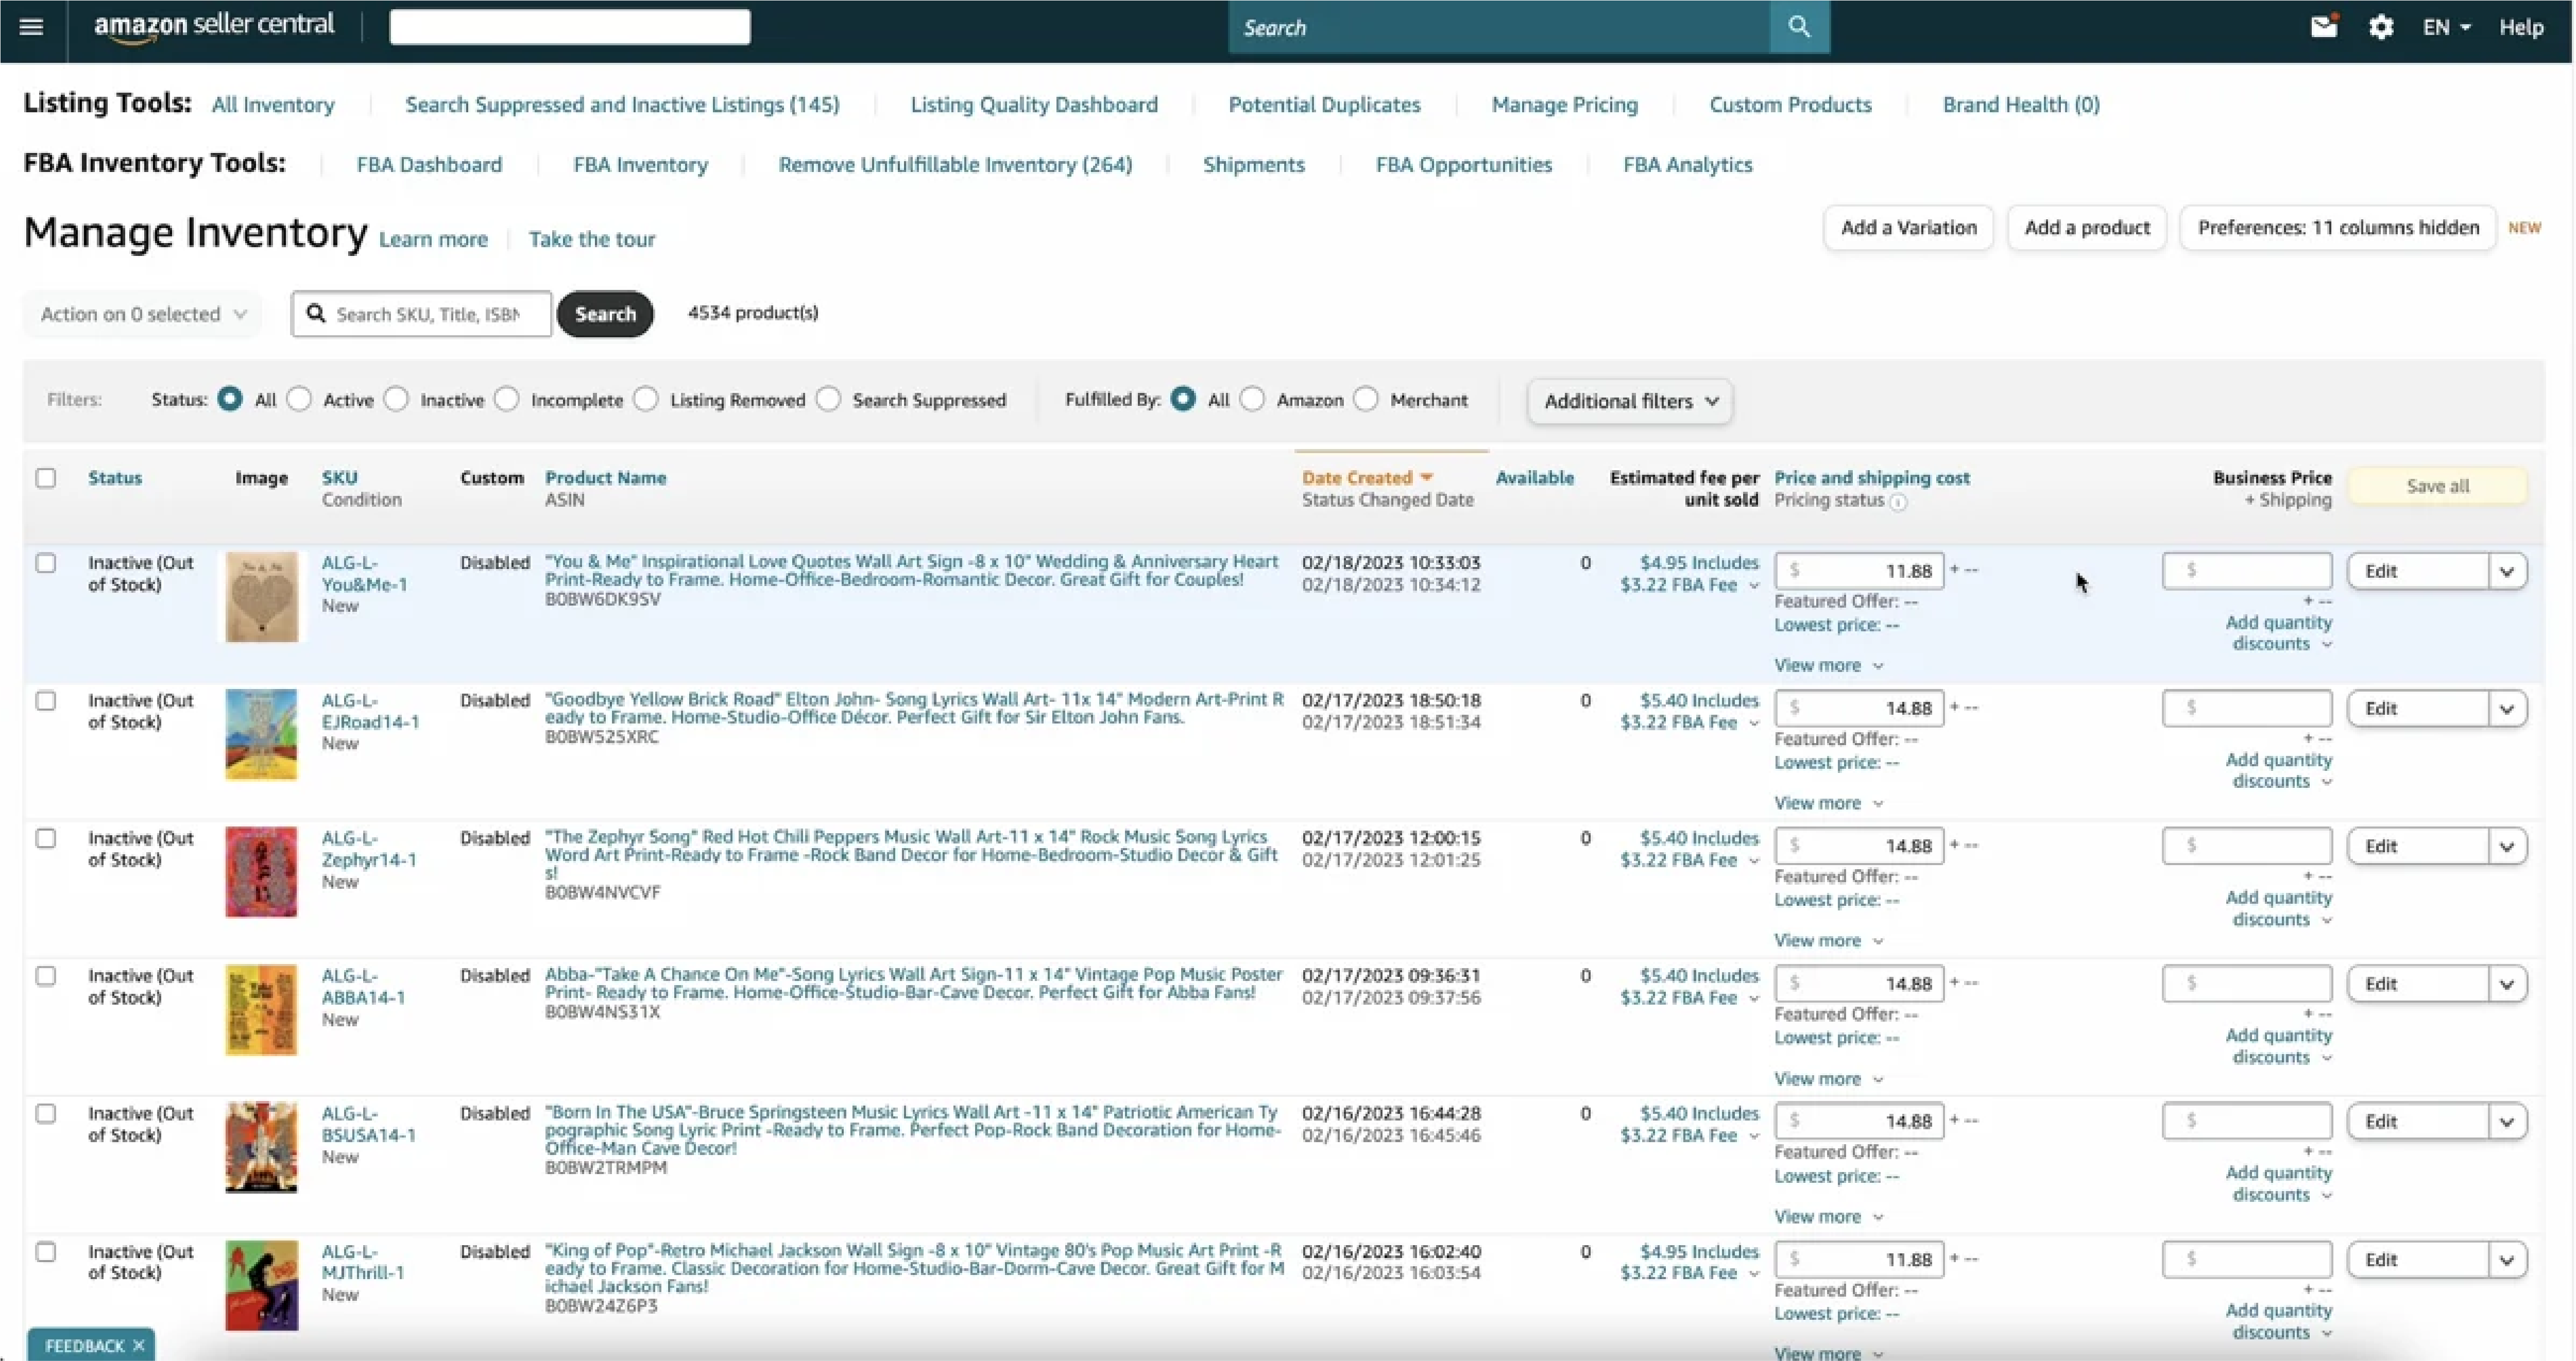 amazon seller central
Search
EN
Help
Listing Tools: All Inventory Search Suppressed and Inactive Listings (145) Listing Quality Dashboard Potential Duplicates Manage Pricing Custom Products Brand Health (0)
FBA Inventory Tools: FBA Dashboard FBA Inventory Remove Unfulfillable Inventory (264) Shipments FBA Opportunities FBA Analytics
Manage Inventory Learn more Take the tour
Add a Variation Add a product Preferences: 11 columns hidden NEW
Action on 0 selected Search SKU, Title, ISBN Search 4534 product(s)
Filters: Status: All Active Inactive Incomplete Listing Removed Search Suppressed Fulfilled By: All Amazon Merchant Additional filters
Status Image SKU Custom Product Name Date Created Available Estimated fee per Price and shipping cost Business Price Save all
Condition ASIN Status Changed Date unit sold Pricing status + Shipping
Inactive (Out
of Stock)
ALG-L-
You&Me-1
New
Disabled
"You & Me" Inspirational Love Quotes Wall Art Sign -8 x 10" Wedding & Anniversary Heart
Print-Ready to Frame. Home-Office-Bedroom-Romantic Decor. Great Gift for Couples!
B0BW6DK9SV
02/18/2023 10:33:03
02/18/2023 10:34:12
0
$4.95 Includes
$3.22 FBA Fee
$ 11.88 + --
Featured Offer: --
Lowest price: --
View more
$
+ --
Add quantity
discounts
Edit
Inactive (Out
of Stock)
ALG-L-
EJRoad14-1
New
Disabled
"Goodbye Yellow Brick Road" Elton John- Song Lyrics Wall Art- 11x 14" Modern Art-Print R
eady to Frame. Home-Studio-Office Décor. Perfect Gift for Sir Elton John Fans.
B0BW525XRC
02/17/2023 18:50:18
02/17/2023 18:51:34
0
$5.40 Includes
$3.22 FBA Fee
$ 14.88 + --
Featured Offer: --
Lowest price: --
View more
$
+ --
Add quantity
discounts
Edit
Inactive (Out
of Stock)
ALG-L-
Zephyr14-1
New
Disabled
"The Zephyr Song" Red Hot Chili Peppers Music Wall Art-11 x 14" Rock Music Song Lyrics
Word Art Print-Ready to Frame -Rock Band Decor for Home-Bedroom-Studio Decor & Gift
s!
B0BW4NVCVF
02/17/2023 12:00:15
02/17/2023 12:01:25
0
$5.40 Includes
$3.22 FBA Fee
$ 14.88 + --
Featured Offer: --
Lowest price: --
View more
$
+ --
Add quantity
discounts
Edit
Inactive (Out
of Stock)
ALG-L-
ABBA14-1
New
Disabled
Abba-"Take A Chance On Me"-Song Lyrics Wall Art Sign-11 x 14" Vintage Pop Music Poster
Print- Ready to Frame. Home-Office-Studio-Bar-Cave Decor. Perfect Gift for Abba Fans!
B0BW4NS31X
02/17/2023 09:36:31
02/17/2023 09:37:56
0
$5.40 Includes
$3.22 FBA Fee
$ 14.88 + --
Featured Offer: --
Lowest price: --
View more
$
+ --
Add quantity
discounts
Edit
Inactive (Out
of Stock)
ALG-L-
BSUSA14-1
New
Disabled
"Born In The USA"-Bruce Springsteen Music Lyrics Wall Art -11 x 14" Patriotic American Ty
pographic Song Lyric Print -Ready to Frame. Perfect Pop-Rock Band Decoration for Home-
Office-Man Cave Decor!
B0BW2TRMPM
02/16/2023 16:44:28
02/16/2023 16:45:46
0
$5.40 Includes
$3.22 FBA Fee
$ 14.88 + --
Featured Offer: --
Lowest price: --
View more
$
+ --
Add quantity
discounts
Edit
Inactive (Out
of Stock)
ALG-L-
MJThrill-1
New
Disabled
"King of Pop"-Retro Michael Jackson Wall Sign -8 x 10" Vintage 80's Pop Music Art Print -R
eady to Frame. Classic Decoration for Home-Studio-Bar-Dorm-Cave Decor. Great Gift for M
ichael Jackson Fans!
B0BW24Z6P3
02/16/2023 16:02:40
02/16/2023 16:03:54
0
$4.95 Includes
$3.22 FBA Fee
$ 11.88 + --
Featured Offer: --
Lowest price: --
View more
$
+ --
Add quantity
discounts
Edit
FEEDBACK X